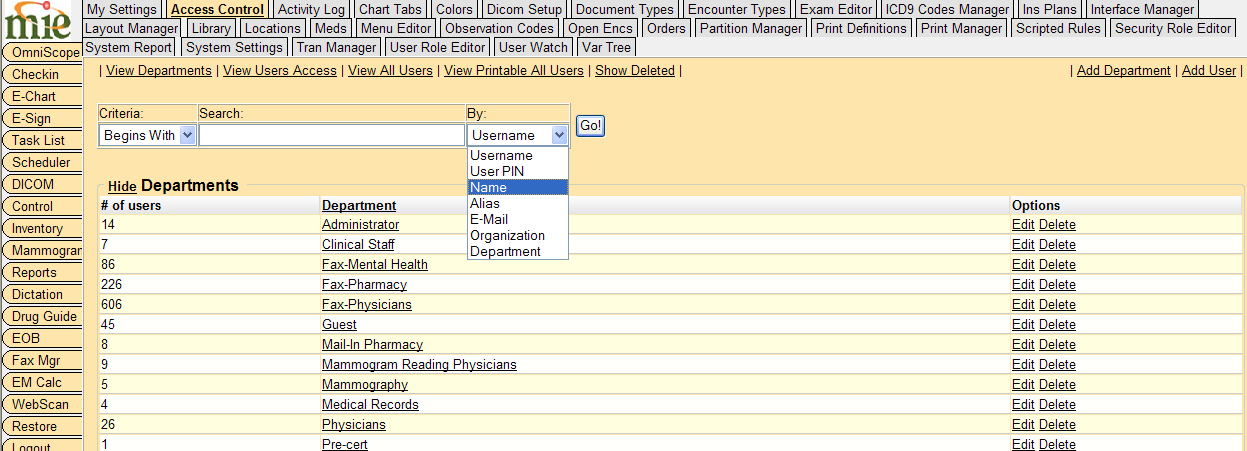 mie
My Settings Access Control Activity Log Chart Tabs Colors Dicom Setup Document Types Encounter Types Exam Editor ICD9 Codes Manager Ins Plans Interface Manager
Layout Manager Library Locations Meds Menu Editor Observation Codes Open Encs Orders Partition Manager Print Definitions Print Manager Scripted Rules Security Role Editor
System Report System Settings Tran Manager User Role Editor User Watch Var Tree
OmniScope
Checkin
E-Chart
E-Sign
Task List
Scheduler
DICOM
Control
Inventory
Mammogran
Reports
Dictation
Drug Guide
EOB
Fax Mgr
EM Calc
WebScan
Restore
Logout
| View Departments | View Users Access | View All Users | View Printable All Users | Show Deleted | | Add Department | Add User |
Criteria: Search: By:
Begins With Username Go!
Username
User PIN
Name
Alias
E-Mail
Organization
Department
Hide Departments
# of users Department Options
14 Administrator Edit Delete
7 Clinical Staff Edit Delete
86 Fax-Mental Health Edit Delete
226 Fax-Pharmacy Edit Delete
606 Fax-Physicians Edit Delete
45 Guest Edit Delete
8 Mail-In Pharmacy Edit Delete
9 Mammogram Reading Physicians Edit Delete
5 Mammography Edit Delete
4 Medical Records Edit Delete
26 Physicians Edit Delete
1 Pre-cert Edit Delete